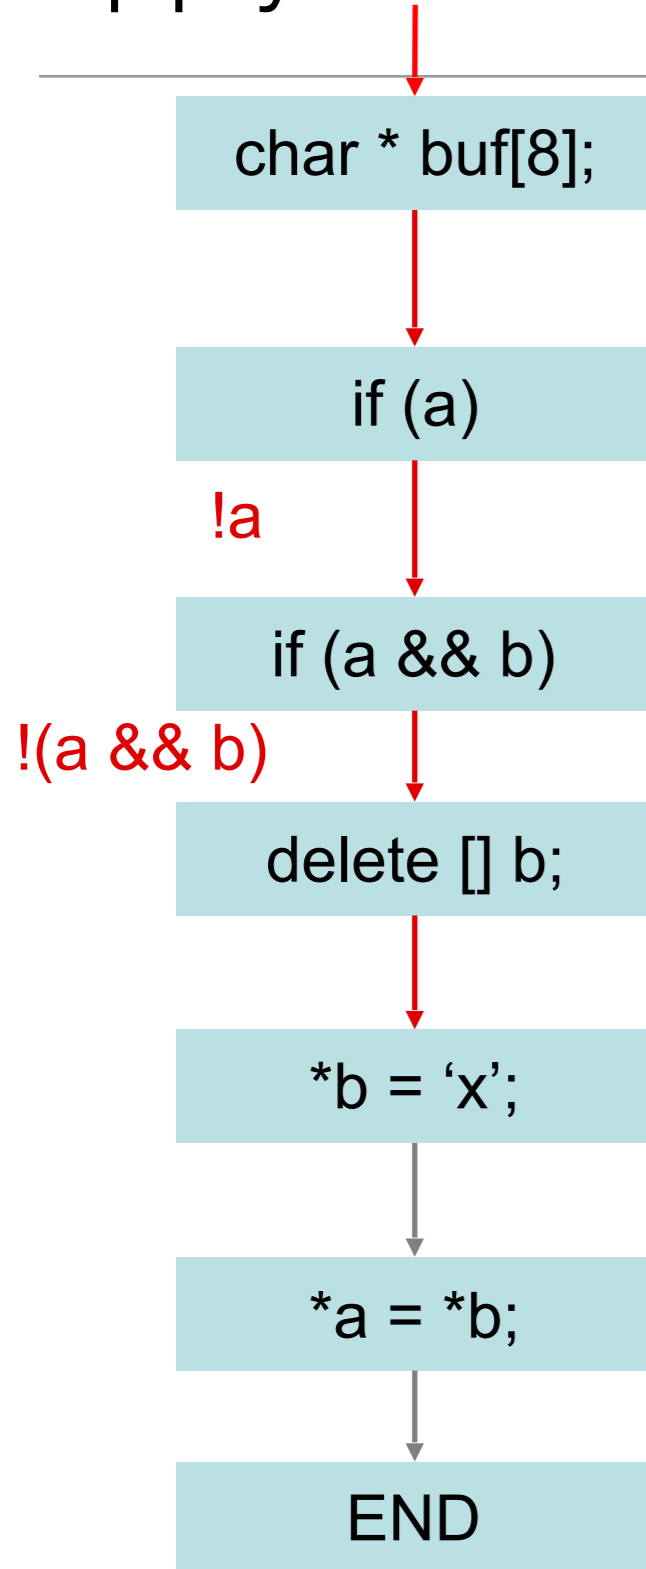 char * buf[8];
if (a)
!a
if (a && b)
!(a && b)
delete [] b;
*b = ‘x’;
*a = *b;
END